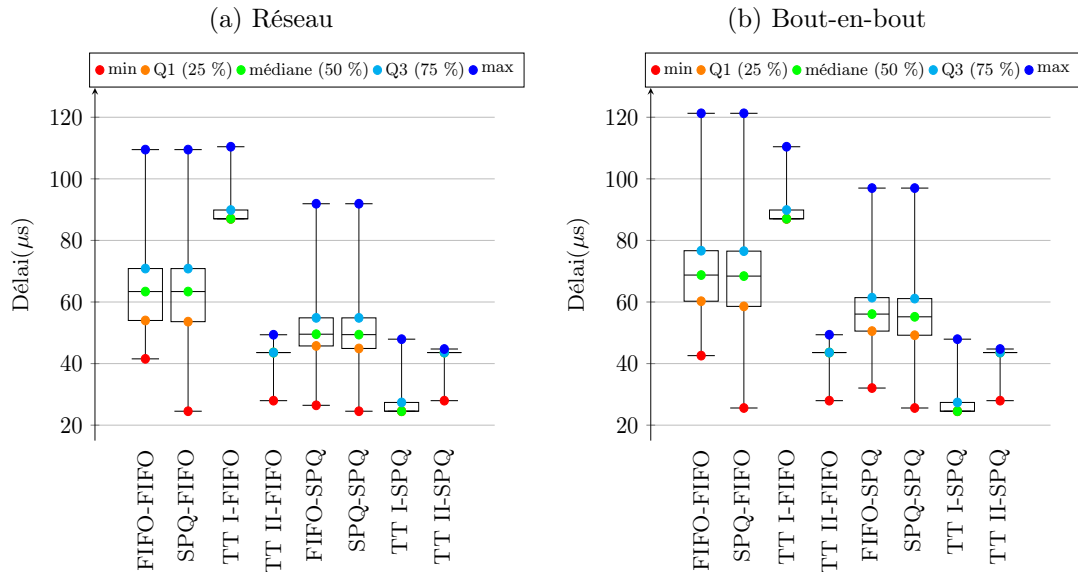 (a) Réseau
min Q1 (25 %) médiane (50 %) Q3 (75 %) max
120
100
80
60
40
20
Délai(μs)
FIFO-FIFO
SPQ-FIFO
TT I-FIFO
TT II-FIFO
FIFO-SPQ
SPQ-SPQ
TT I-SPQ
TT II-SPQ
(b) Bout-en-bout
min Q1 (25 %) médiane (50 %) Q3 (75 %) max
120
100
80
60
40
20
Délai(μs)
FIFO-FIFO
SPQ-FIFO
TT I-FIFO
TT II-FIFO
FIFO-SPQ
SPQ-SPQ
TT I-SPQ
TT II-SPQ